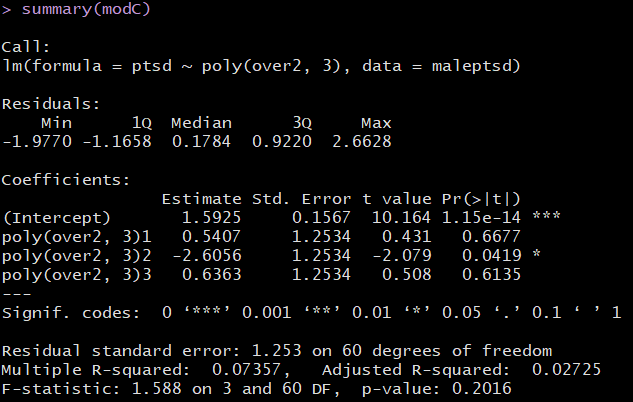 > summary(modC)
Call:
lm(formula = ptsd ~ poly(over2, 3), data = maleptsd)
Residuals:
    Min      1Q  Median      3Q     Max
-1.9770 -1.1658  0.1784  0.9220  2.6628
Coefficients:
                Estimate Std. Error t value Pr(>|t|)
(Intercept)       1.5925     0.1567  10.164 1.15e-14 ***
poly(over2, 3)1   0.5407     1.2534   0.431   0.6677
poly(over2, 3)2  -2.6056     1.2534  -2.079   0.0419 *
poly(over2, 3)3   0.6363     1.2534   0.508   0.6135
---
Signif. codes:  0 ‘***’ 0.001 ‘**’ 0.01 ‘*’ 0.05 ‘.’ 0.1 ‘ ’ 1
Residual standard error: 1.253 on 60 degrees of freedom
Multiple R-squared:  0.07357,	Adjusted R-squared:  0.02725
F-statistic: 1.588 on 3 and 60 DF,  p-value: 0.2016